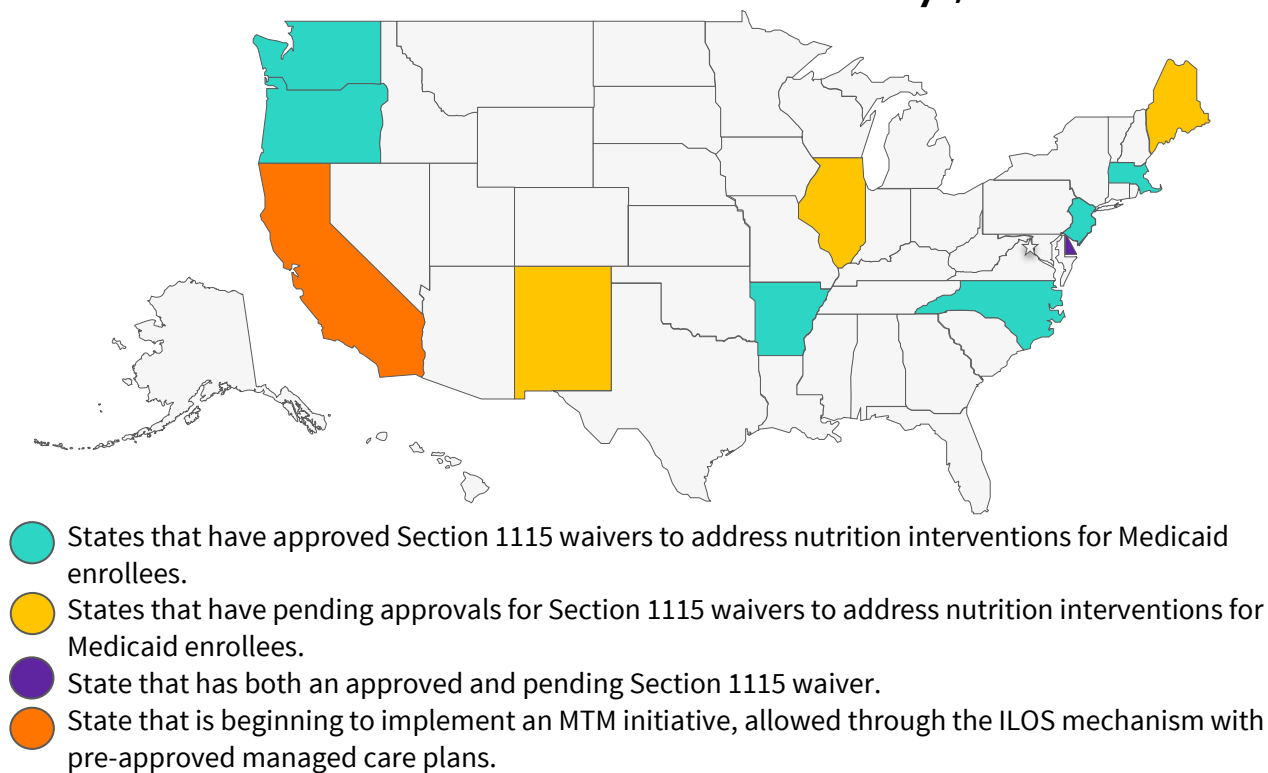 States that have approved Section 1115 waivers to address nutrition interventions for Medicaid
enrollees.
States that have pending approvals for Section 1115 waivers to address nutrition interventions for
Medicaid enrollees.
State that has both an approved and pending Section 1115 waiver.
State that is beginning to implement an MTM initiative, allowed through the ILOS mechanism with
pre-approved managed care plans.